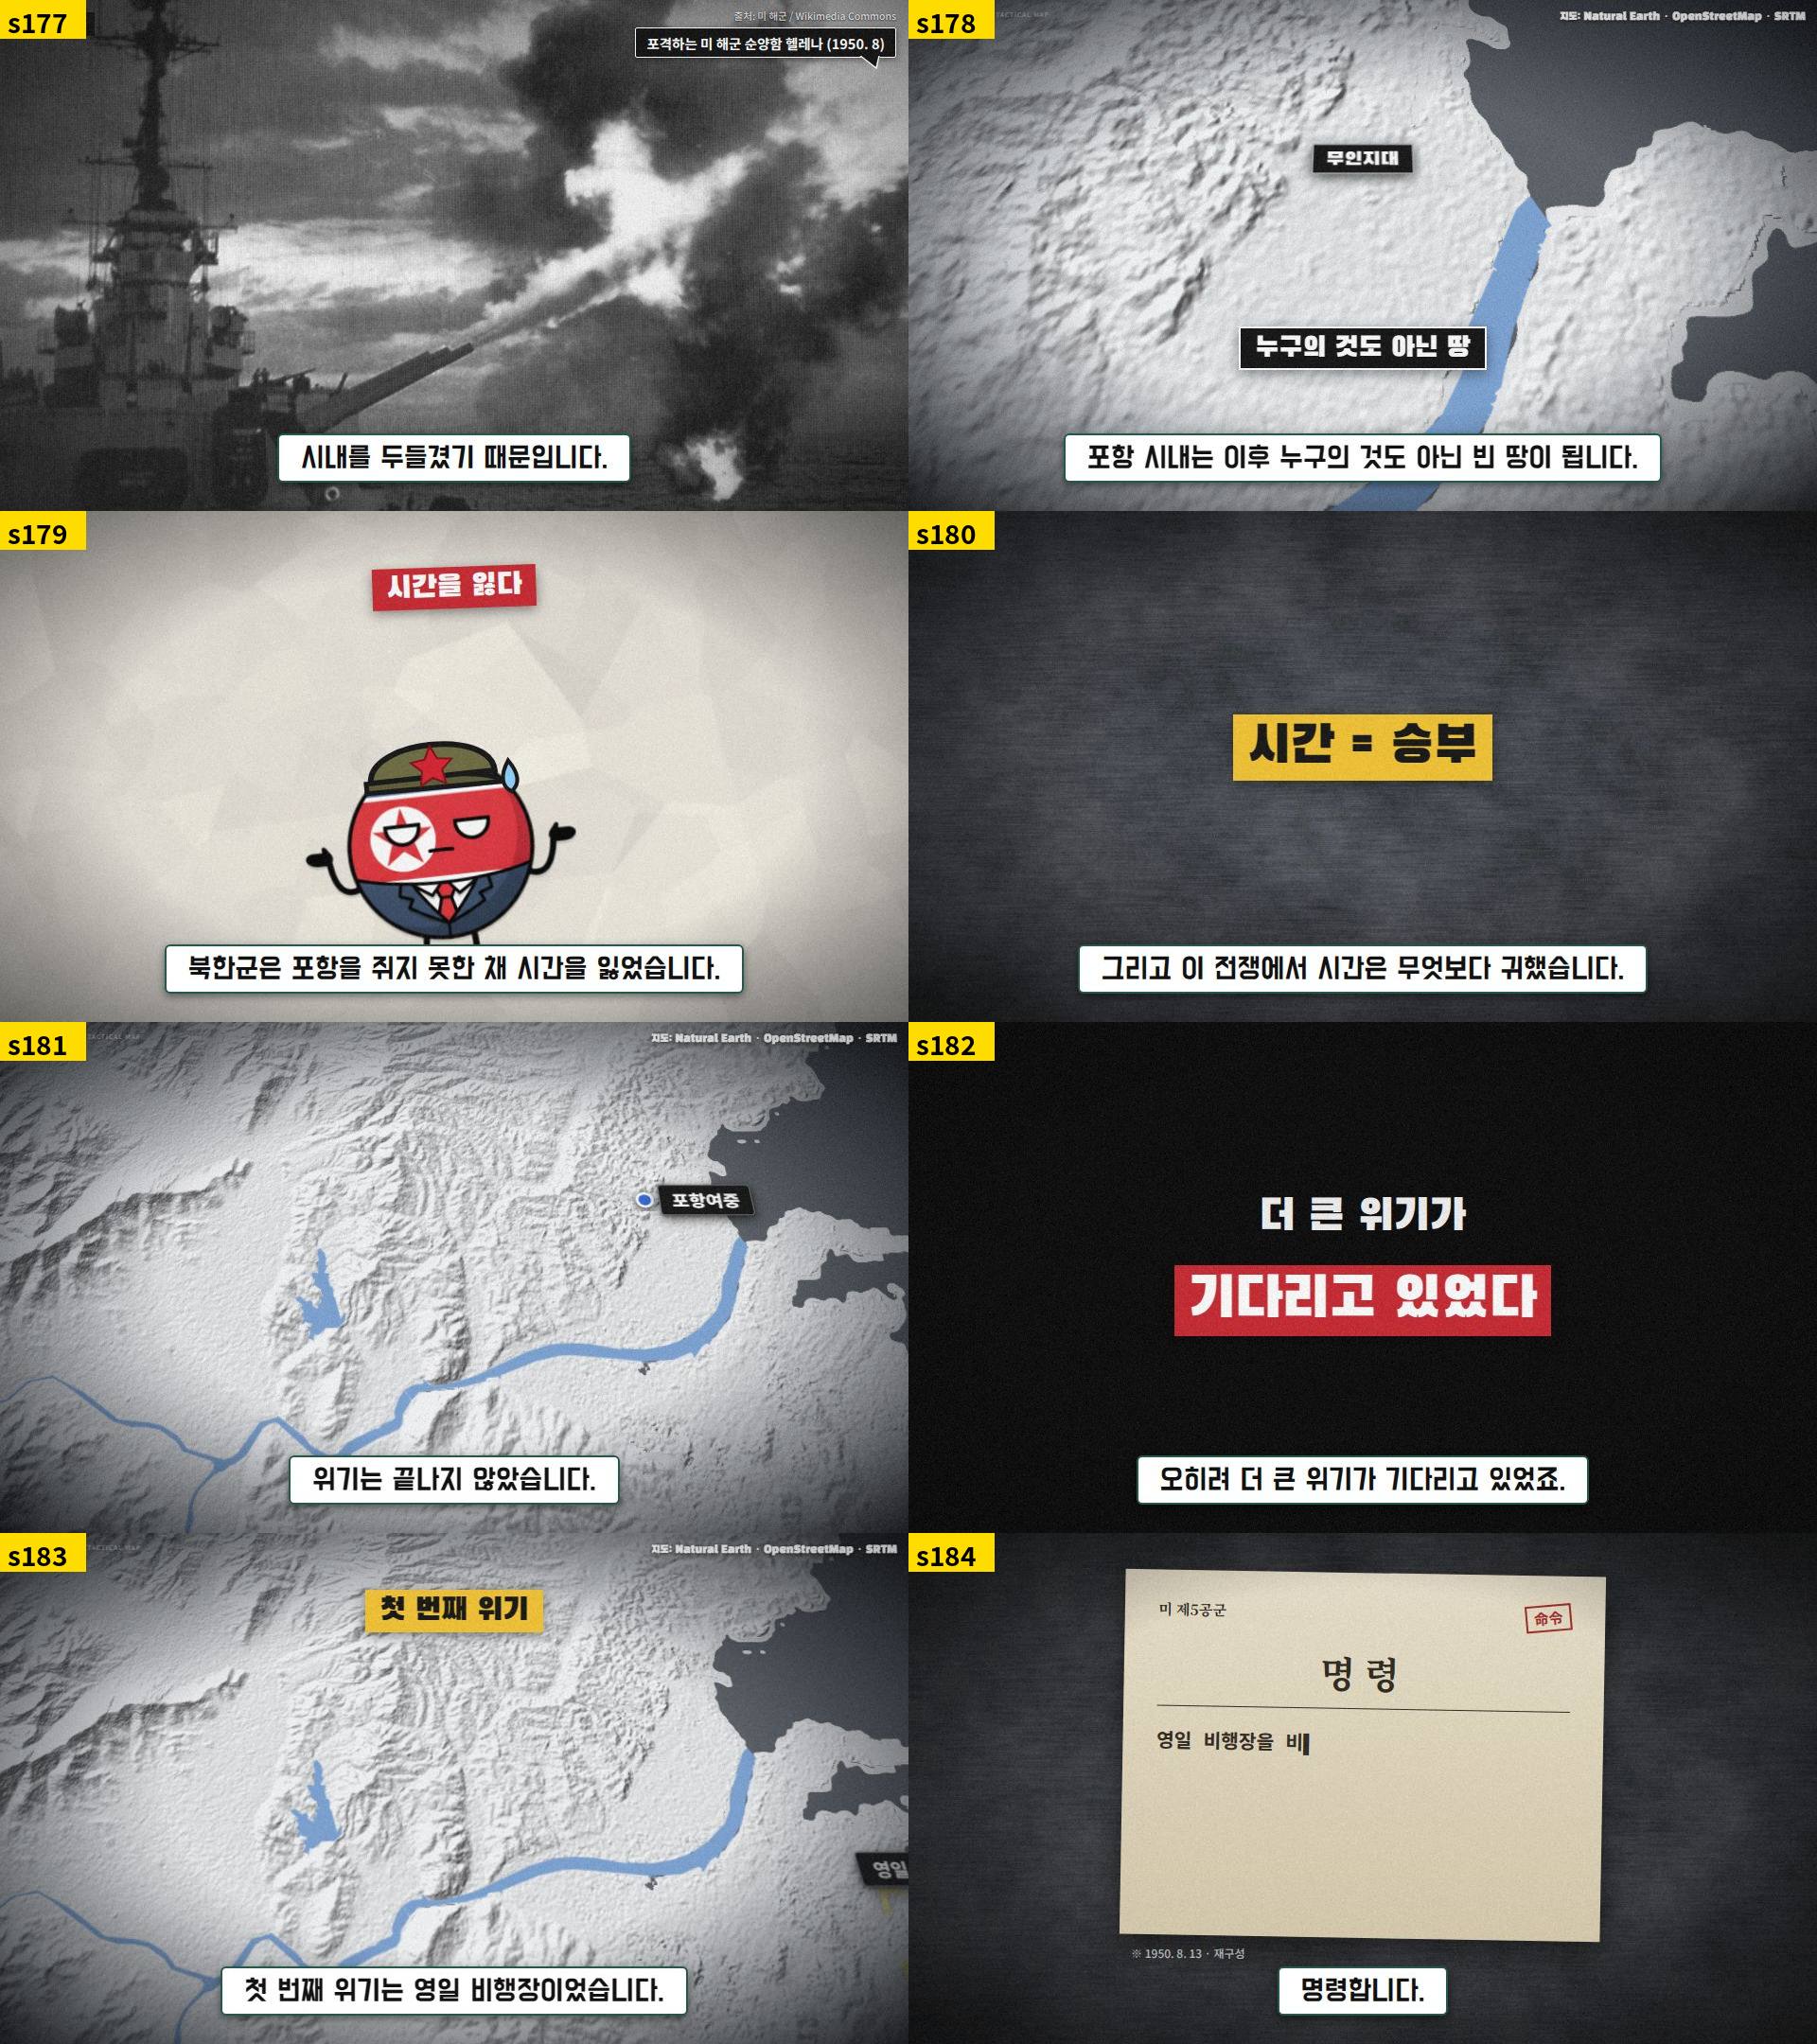 s177
출처: 미 해군 / Wikimedia Commons
포격하는 미 해군 순양함 헬레나 (1950. 8)
시내를 두들겼기 때문입니다.
s178
TACTICAL MAP
지도: Natural Earth · OpenStreetMap · SRTM
무인지대
누구의 것도 아닌 땅
포항 시내는 이후 누구의 것도 아닌 빈 땅이 됩니다.
s179
시간을 잃다
북한군은 포항을 쥐지 못한 채 시간을 잃었습니다.
s180
시간 = 승부
그리고 이 전쟁에서 시간은 무엇보다 귀했습니다.
s181
TACTICAL MAP
지도: Natural Earth · OpenStreetMap · SRTM
포항여중
위기는 끝나지 않았습니다.
s182
더 큰 위기가
기다리고 있었다
오히려 더 큰 위기가 기다리고 있었죠.
s183
TACTICAL MAP
지도: Natural Earth · OpenStreetMap · SRTM
첫 번째 위기
영일
첫 번째 위기는 영일 비행장이었습니다.
s184
미 제5공군
命令
명 령
영일 비행장을 비
※ 1950. 8. 13 · 재구성
명령합니다.